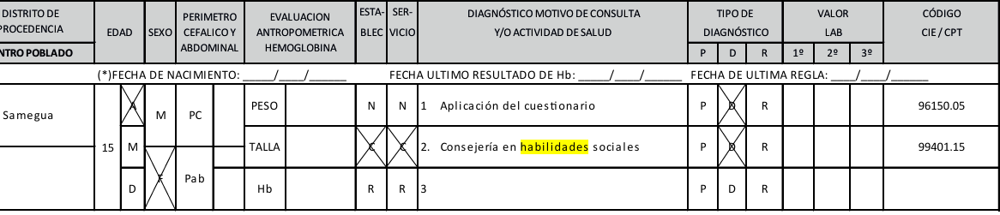 DISTRITO DE PROCEDENCIA EDAD SEXO PERIMETRO CEFALICO Y ABDOMINAL EVALUACION ANTROPOMETRICA HEMOGLOBINA ESTA-BLEC SER-VICIO DIAGNÓSTICO MOTIVO DE CONSULTA Y/O ACTIVIDAD DE SALUD TIPO DE DIAGNÓSTICO VALOR LAB CÓDIGO CIE / CPT
NTRO POBLADO P D R 1º 2º 3º
(*)FECHA DE NACIMIENTO: _____/____/______ FECHA ULTIMO RESULTADO DE Hb: _____/____/______ FECHA DE ULTIMA REGLA: ____/____/______
Samegua 15 A M PC PESO N N 1 Aplicación del cuestionario P D R 96150.05
M TALLA C C 2. Consejería en habilidades sociales P D R 99401.15
D F Pab Hb R R 3 P D R